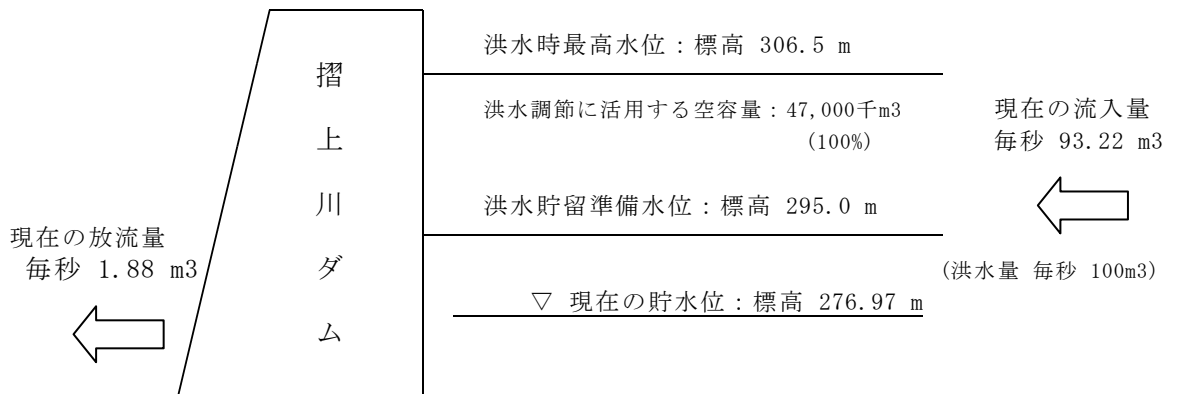 洪水時最高水位：標高 306.5 m
摺上川ダム
洪水調節に活用する空容量：47,000千m3
(100%)
現在の流入量
毎秒 93.22 m3
洪水貯留準備水位：標高 295.0 m
現在の放流量
毎秒 1.88 m3
(洪水量 毎秒 100m3)
▽ 現在の貯水位：標高 276.97 m